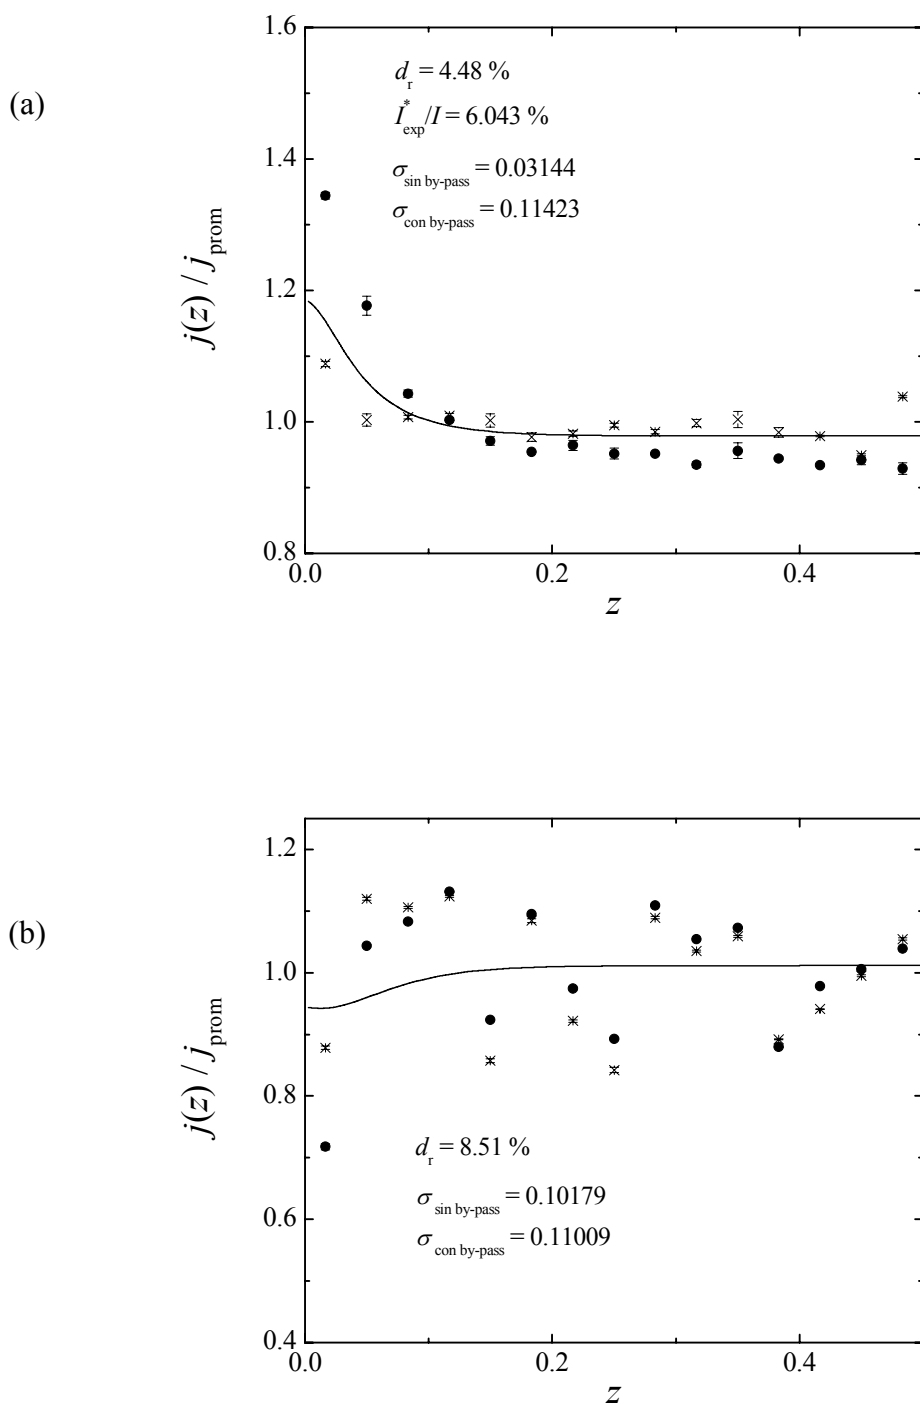 (a)
1.6
1.4
1.2
1.0
0.8
0.0
0.2
0.4
j(z) / j_prom
z
d_r = 4.48 %
I*_exp/I = 6.043 %
σ_sin by-pass = 0.03144
σ_con by-pass = 0.11423
(b)
1.2
1.0
0.8
0.6
0.4
0.0
0.2
0.4
j(z) / j_prom
z
d_r = 8.51 %
σ_sin by-pass = 0.10179
σ_con by-pass = 0.11009